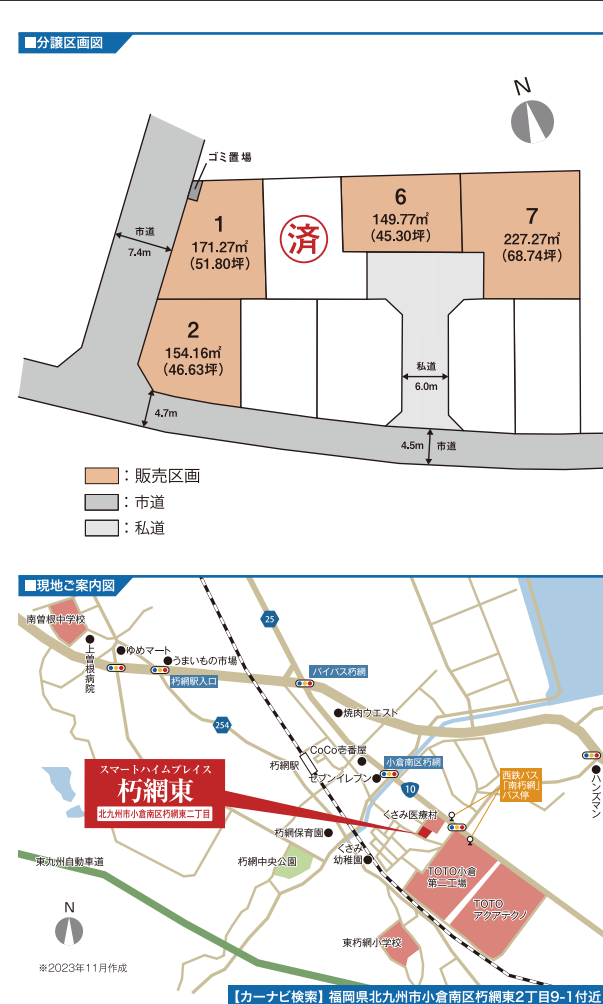 ■分譲区画図
N
ゴミ置場
市道
7.4m
1
171.27㎡
（51.80坪）
済
6
149.77㎡
（45.30坪）
7
227.27㎡
（68.74坪）
2
154.16㎡
（46.63坪）
私道
6.0m
4.7m
4.5m 市道
：販売区画
：市道
：私道
■現地ご案内図
南曽根中学校
上曽根病院
ゆめマート
うまいもの市場
朽網駅入口
25
バイパス朽網
254
焼肉ウエスト
CoCo壱番屋
朽網駅
小倉南区朽網
セブンイレブン
10
西鉄バス
「南朽網」
バス停
ハンズマン
スマートハイムプレイス
朽網東
北九州市小倉南区朽網東二丁目
くさみ医療村
朽網保育園
くさみ
幼稚園
朽網中央公園
東九州自動車道
TOTO小倉
第二工場
TOTO
アクアテクノ
東朽網小学校
N
※2023年11月作成
【カーナビ検索】福岡県北九州市小倉南区朽網東2丁目9-1付近